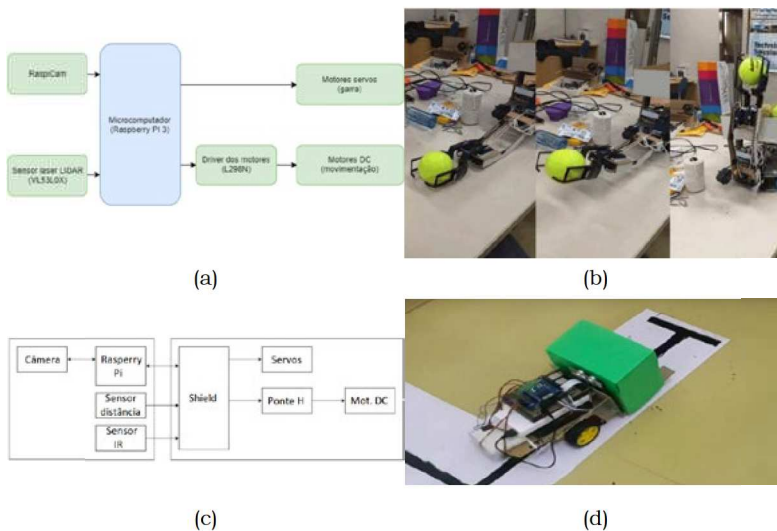 RaspiCam
Microcomputador
(Raspberry PI 3)
Motores servos
(garra)
Sensor laser LIDAR
(VL53L0X)
Driver dos motores
(L298N)
Motores DC
(movimentação)
(a)
(b)
Câmera
Rasperry
Pi
Sensor
distância
Sensor
IR
Shield
Servos
Ponte H
Mot. DC
(c)
(d)